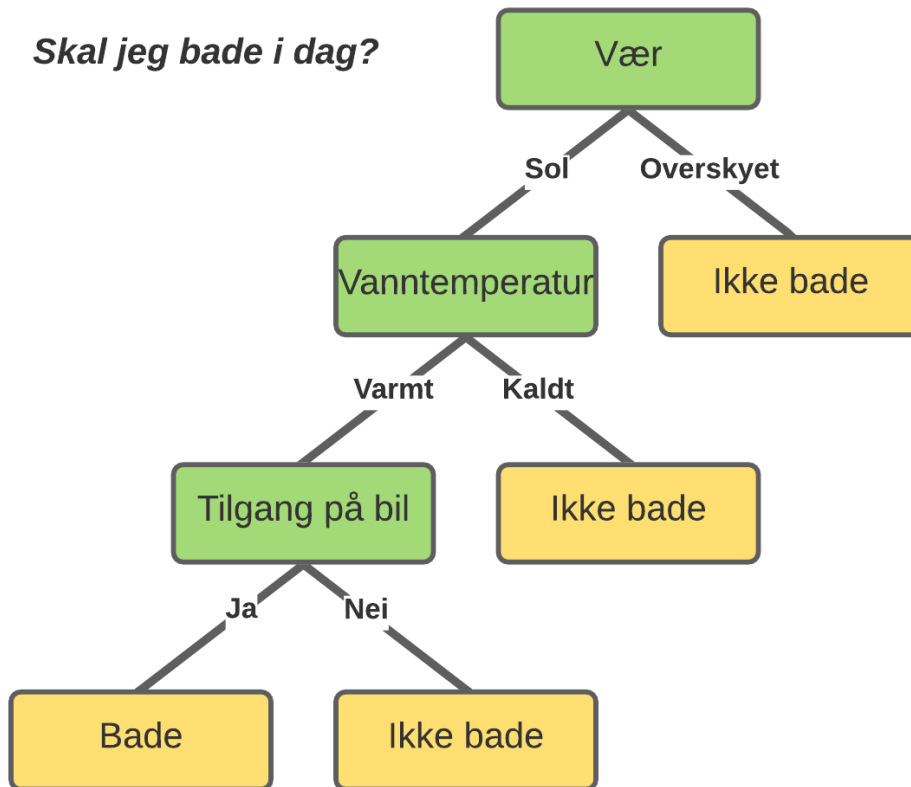 Skal jeg bade i dag?
Vær
Sol
Overskyet
Vanntemperatur
Ikke bade
Varmt
Kaldt
Tilgang på bil
Ikke bade
Ja
Nei
Bade
Ikke bade